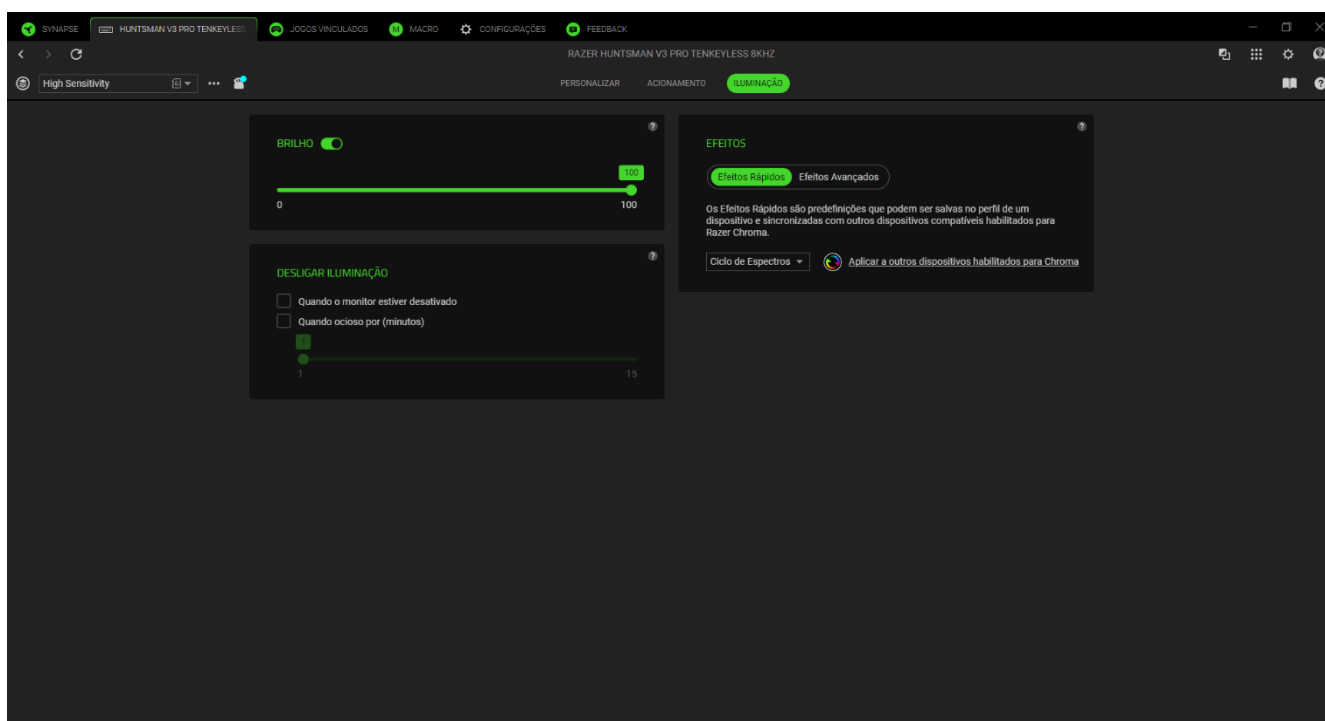 SYNAPSE
HUNTSMAN V3 PRO TENKEYLESS
JOGOS VINCULADOS
M
MACRO
CONFIGURAÇÕES
FEEDBACK
RAZER HUNTSMAN V3 PRO TENKEYLESS 8KHZ
High Sensitivity
PERSONALIZAR
ACIONAMENTO
ILUMINAÇÃO
?
BRILHO
?
100
0
100
DESLIGAR ILUMINAÇÃO
?
Quando o monitor estiver desativado
Quando ocioso por (minutos)
1
1
15
EFEITOS
?
Efeitos Rápidos
Efeitos Avançados
Os Efeitos Rápidos são predefinições que podem ser salvas no perfil de um
dispositivo e sincronizadas com outros dispositivos compatíveis habilitados para
Razer Chroma.
Ciclo de Espectros
Aplicar a outros dispositivos habilitados para Chroma